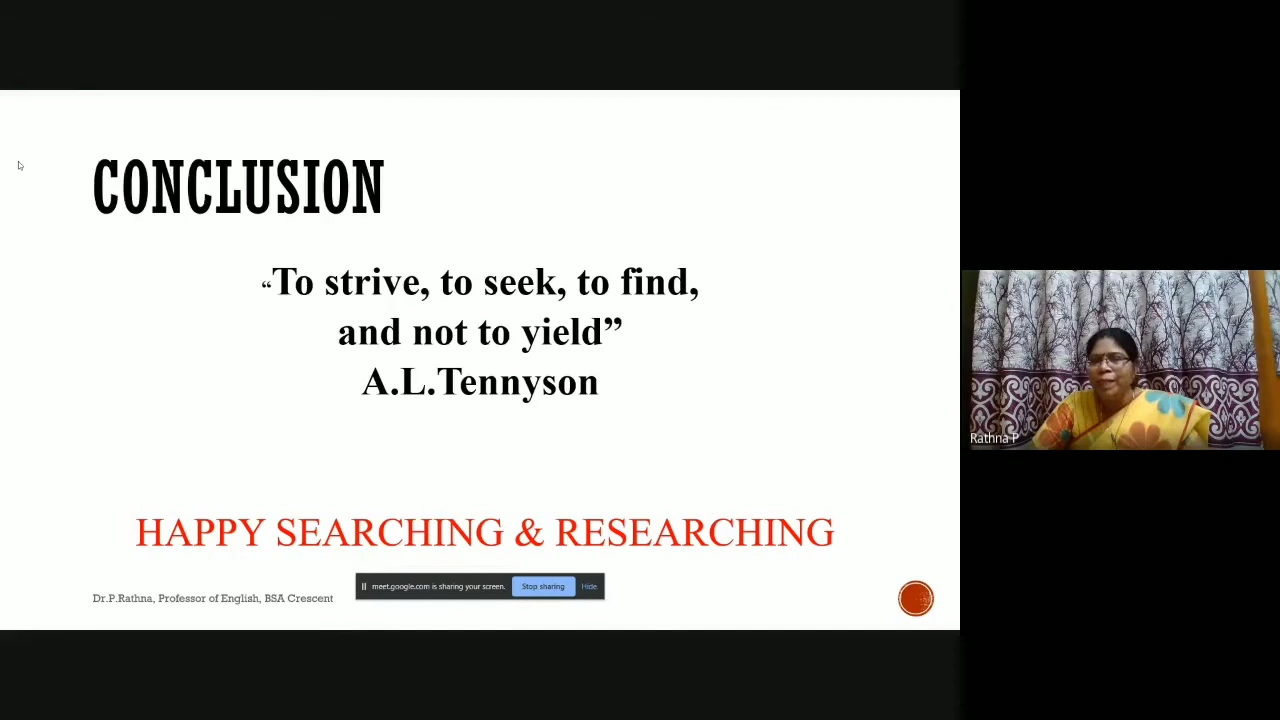 CONCLUSION
“To strive, to seek, to find,
and not to yield”
A.L.Tennyson
HAPPY SEARCHING & RESEARCHING
meet.google.com is sharing your screen. Stop sharing Hide
Dr.P.Rathna, Professor of English, BSA Crescent
Rathna P